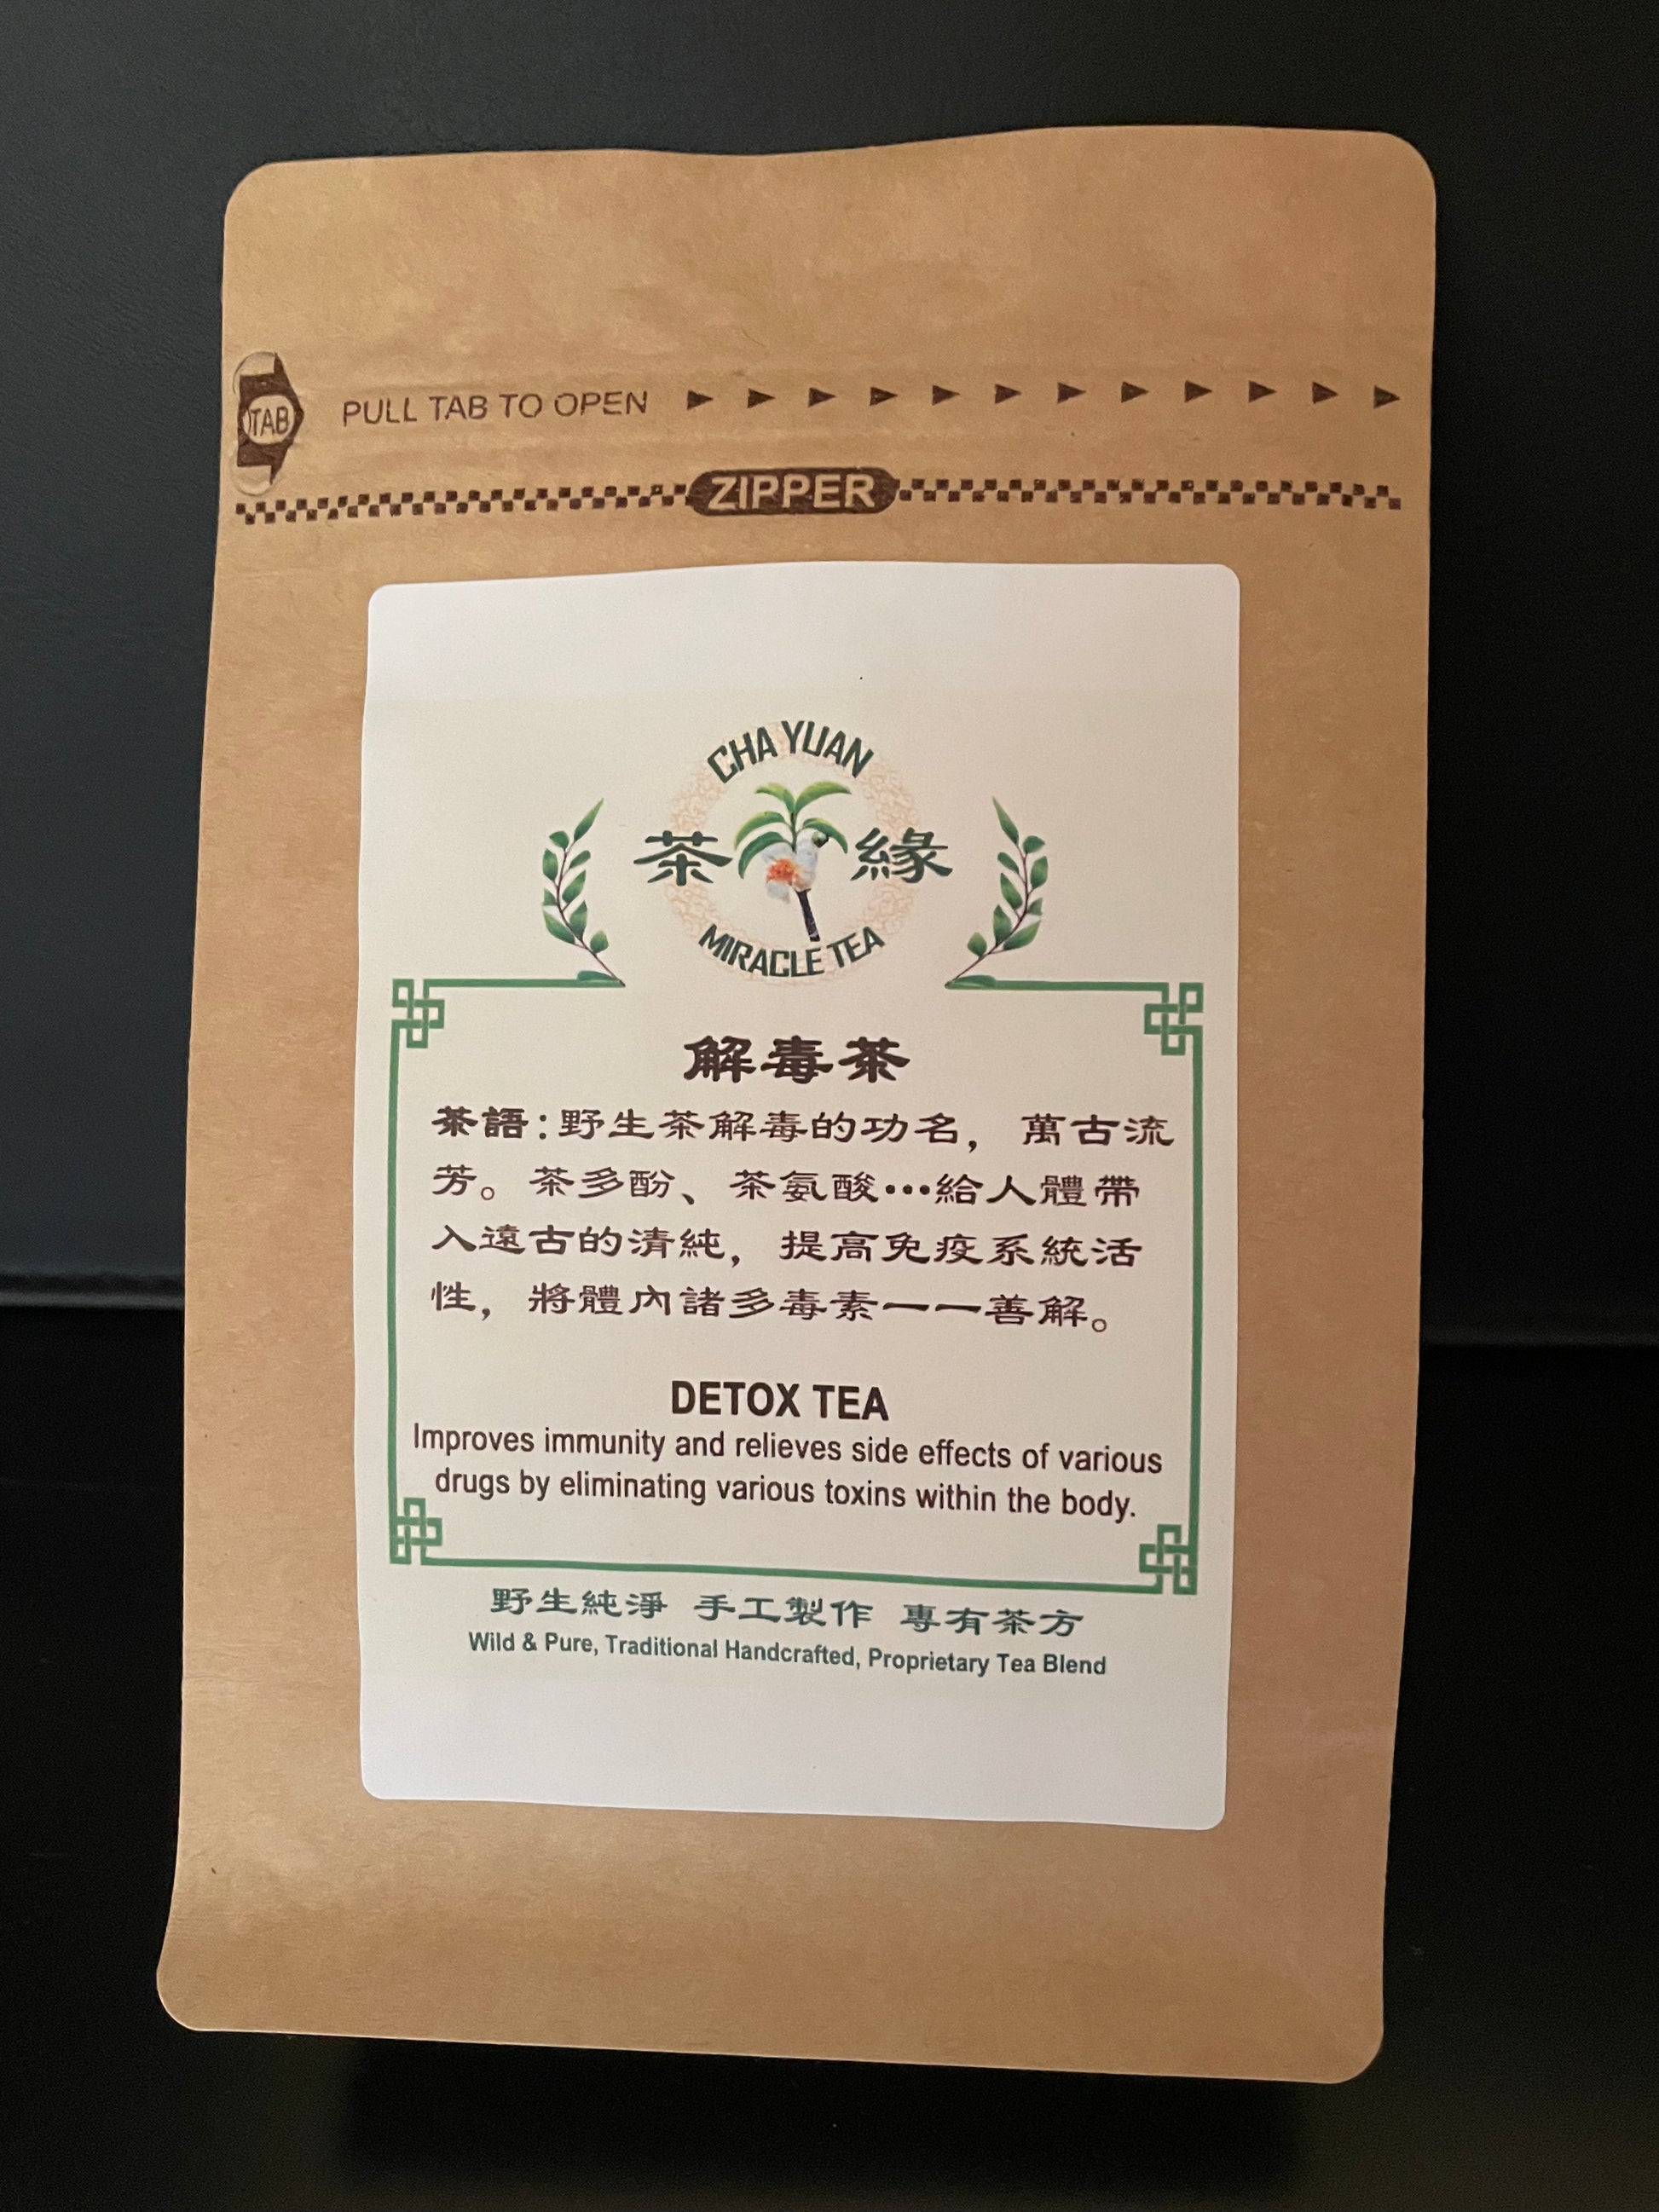 TAB PULL TAB TO OPEN
ZIPPER
CHA YUAN
茶緣
MIRACLE TEA
解毒茶
茶語:野生茶解毒的功名，萬古流
芳。茶多酚、茶氨酸…給人體帶
入遠古的清純，提高免疫系統活
性，將體內諸多毒素一一善解。
DETOX TEA
Improves immunity and relieves side effects of various
drugs by eliminating various toxins within the body.
野生純淨 手工製作 專有茶方
Wild & Pure, Traditional Handcrafted, Proprietary Tea Blend